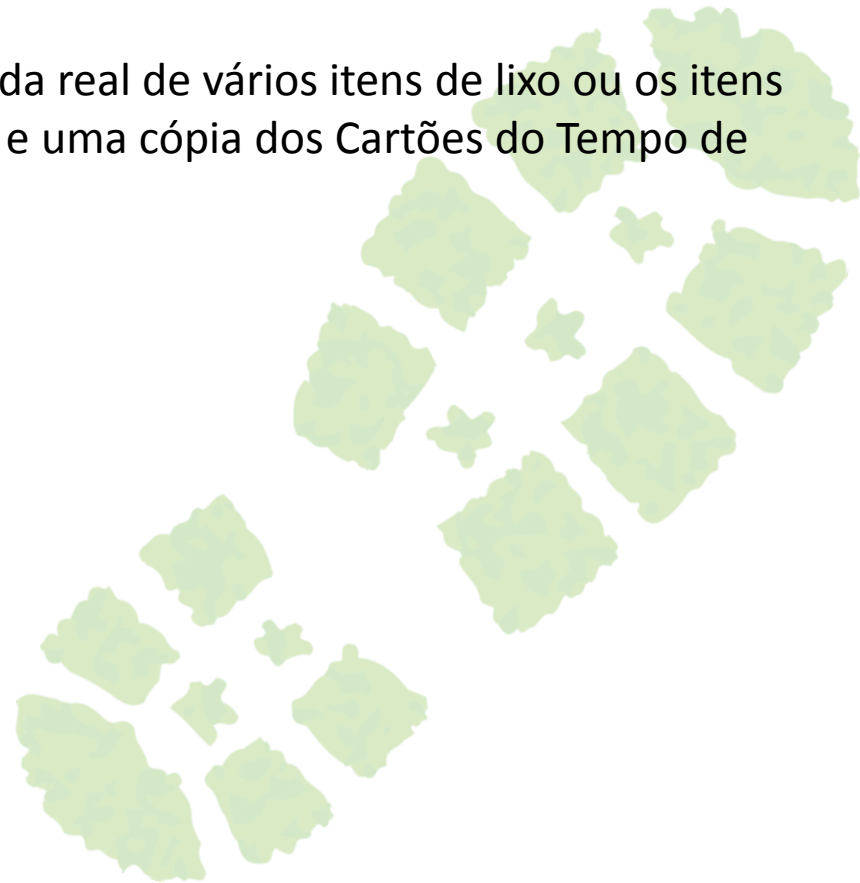 da real de vários itens de lixo ou os itens
e uma cópia dos Cartões do Tempo de